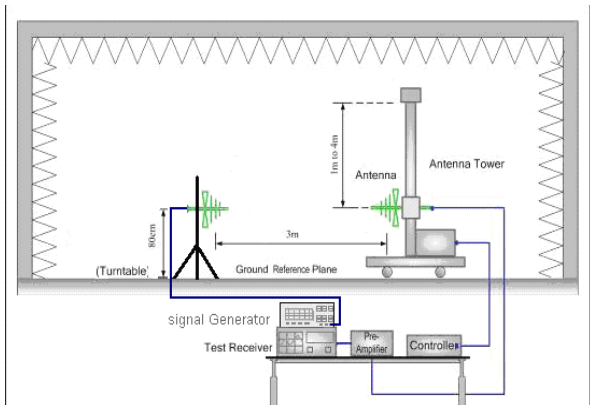 1m to 4m
Antenna
Antenna Tower
80cm
3m
(Turntable)
Ground Reference Plane
signal Generator
Test Receiver
Pre-
Amplifier
Controller